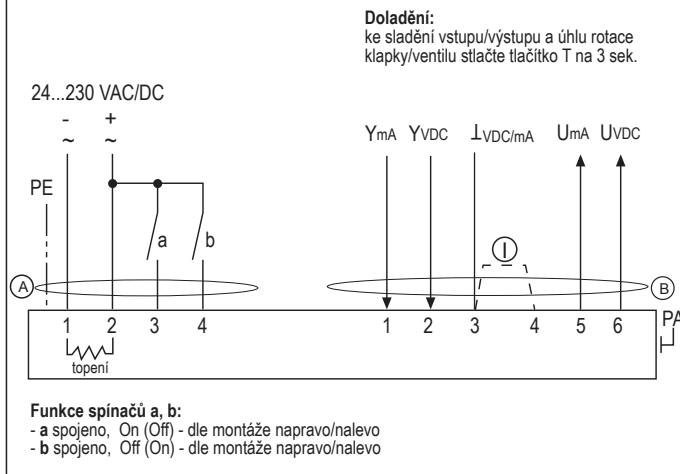 Doladění:
ke sladění vstupu/výstupu a úhlu rotace
klapky/ventilu stlačte tlačítko T na 3 sek.
24...230 VAC/DC
- +
~ ~
YmA YVDC ⊥VDC/mA UmA UVDC
PE
a b
I
A
B
1 2 3 4
1 2 3 4 5 6
PA
topení
Funkce spínačů a, b:
- a spojeno, On (Off) - dle montáže napravo/nalevo
- b spojeno, Off (On) - dle montáže napravo/nalevo